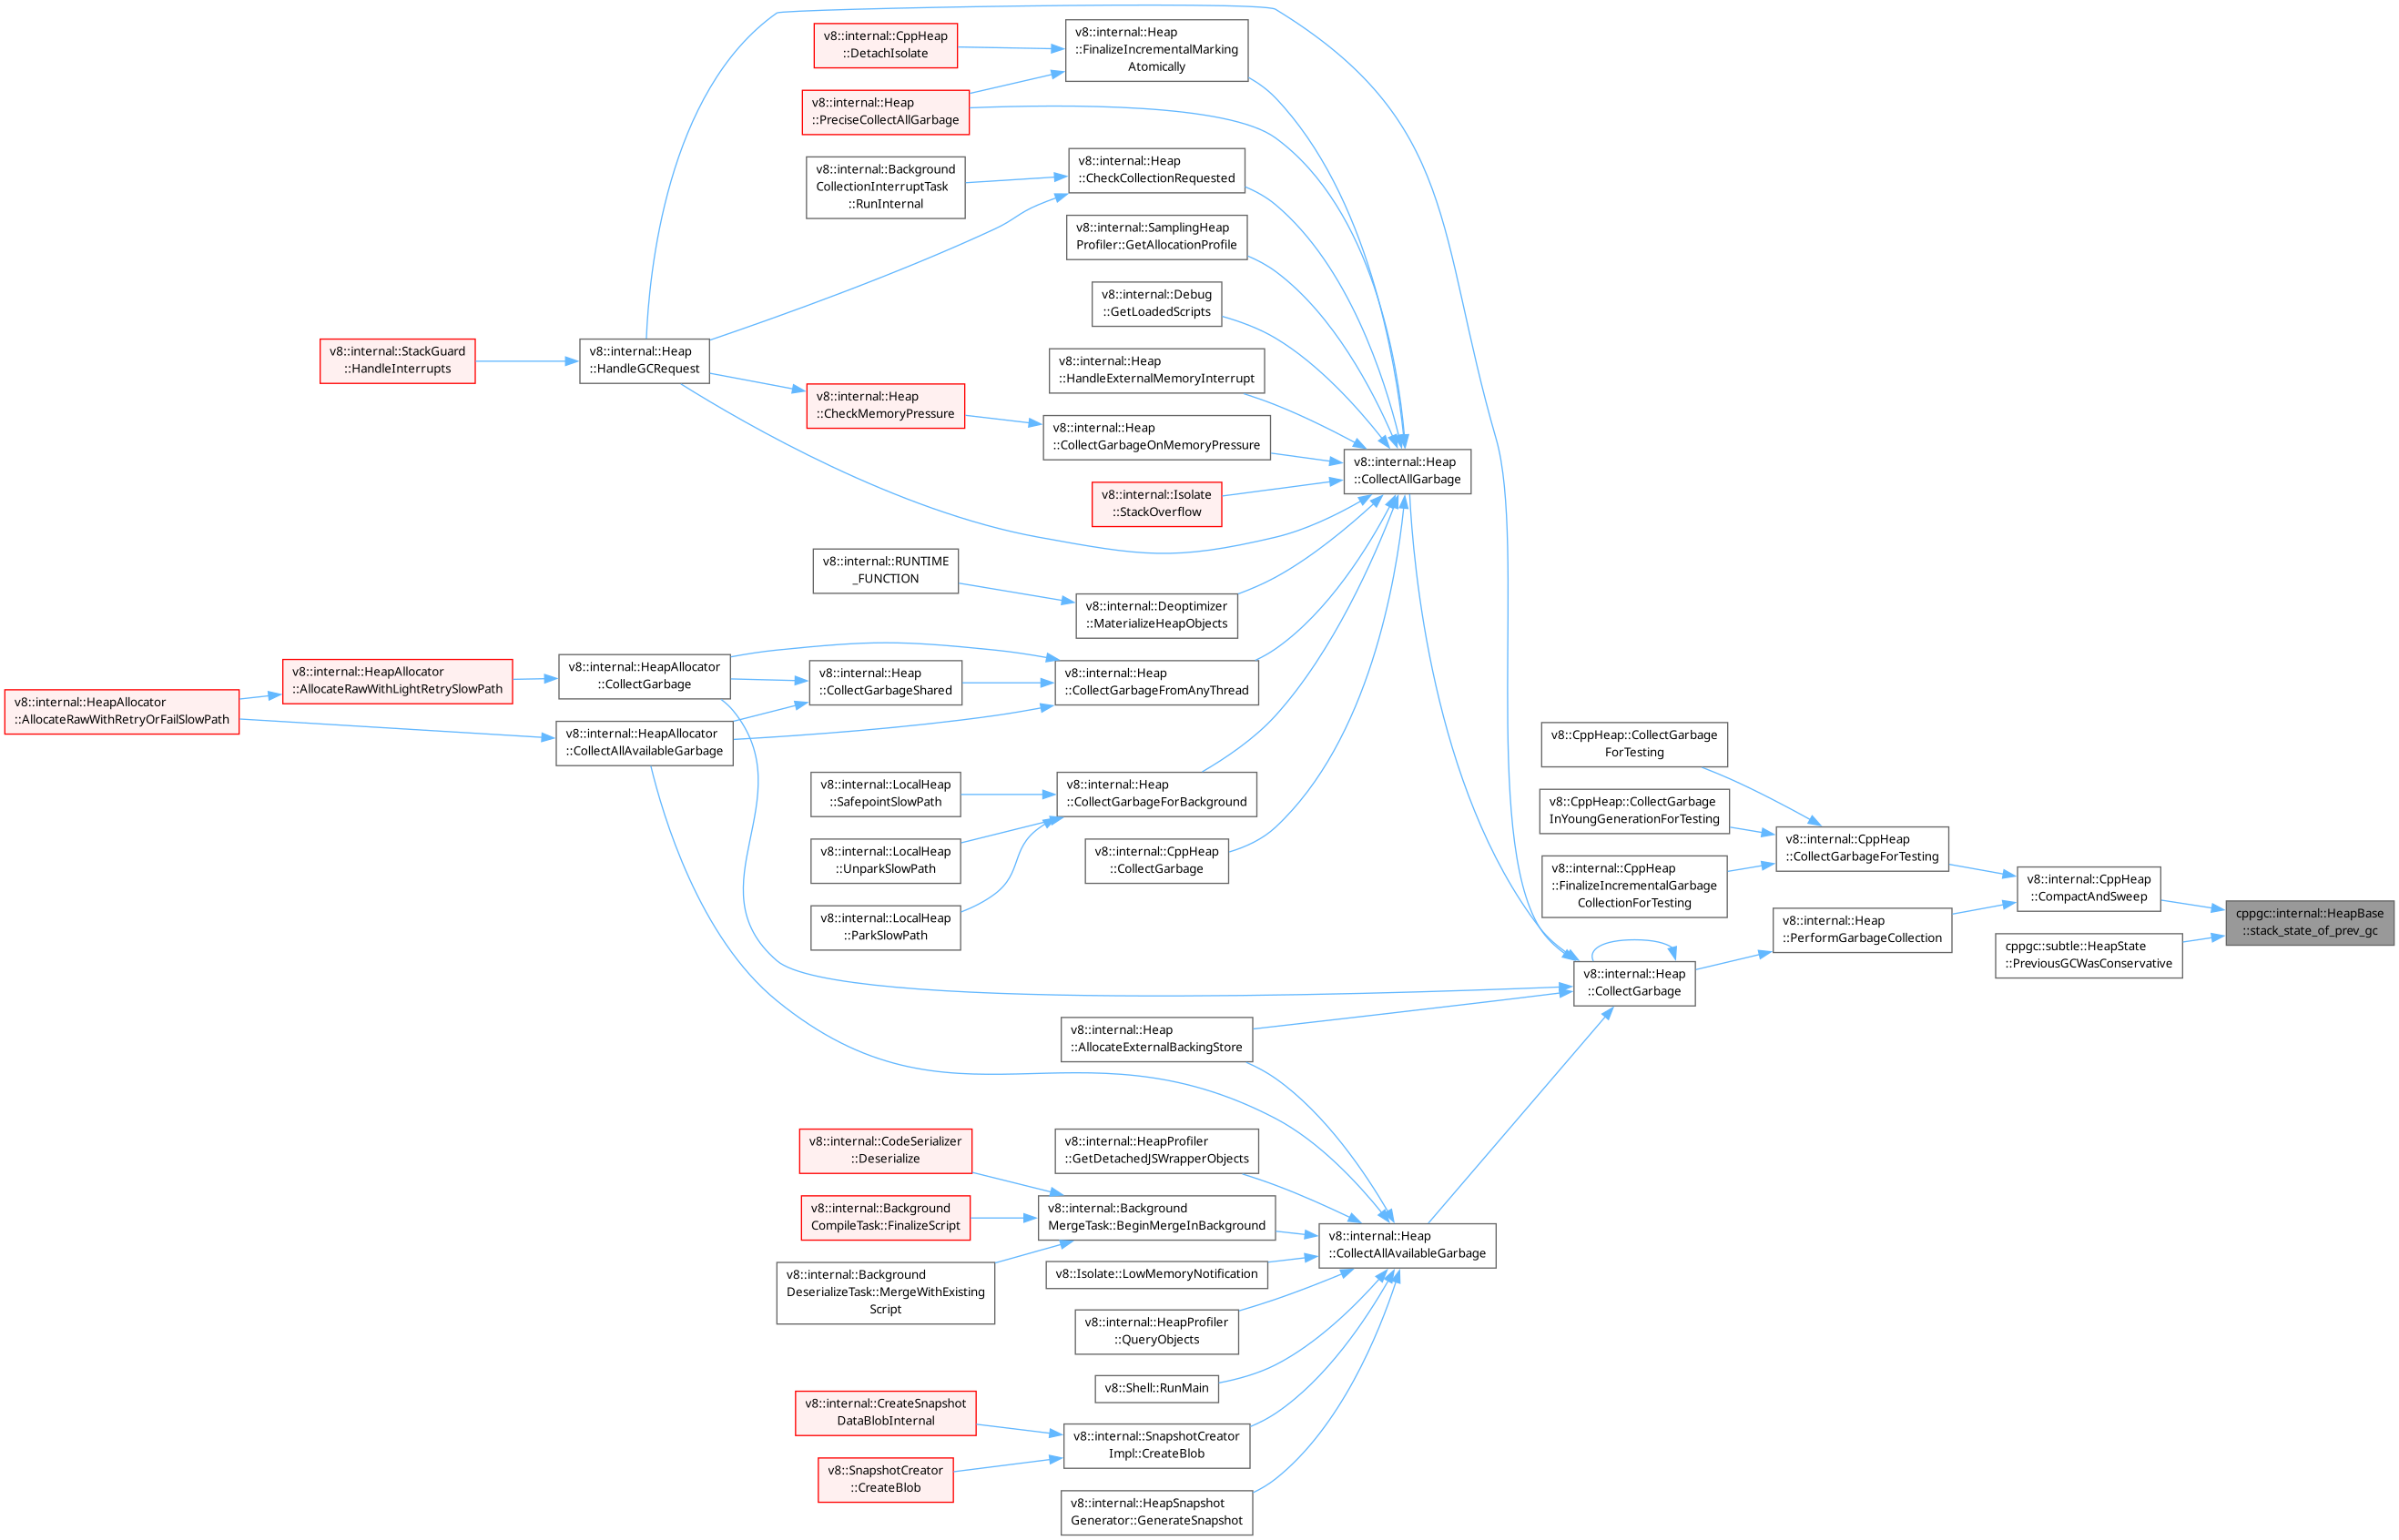 v8::internal::CppHeap
::DetachIsolate
v8::internal::Heap
::FinalizeIncrementalMarking
Atomically
v8::internal::Heap
::PreciseCollectAllGarbage
v8::internal::Background
CollectionInterruptTask
::RunInternal
v8::internal::Heap
::CheckCollectionRequested
v8::internal::SamplingHeap
Profiler::GetAllocationProfile
v8::internal::Debug
::GetLoadedScripts
v8::internal::StackGuard
::HandleInterrupts
v8::internal::Heap
::HandleGCRequest
v8::internal::Heap
::HandleExternalMemoryInterrupt
v8::internal::Heap
::CheckMemoryPressure
v8::internal::Heap
::CollectGarbageOnMemoryPressure
v8::internal::Heap
::CollectAllGarbage
v8::internal::Isolate
::StackOverflow
v8::internal::RUNTIME
_FUNCTION
v8::internal::Deoptimizer
::MaterializeHeapObjects
v8::internal::HeapAllocator
::AllocateRawWithRetryOrFailSlowPath
v8::internal::HeapAllocator
::AllocateRawWithLightRetrySlowPath
v8::internal::HeapAllocator
::CollectGarbage
v8::internal::Heap
::CollectGarbageShared
v8::internal::Heap
::CollectGarbageFromAnyThread
v8::internal::HeapAllocator
::CollectAllAvailableGarbage
v8::internal::LocalHeap
::SafepointSlowPath
v8::internal::Heap
::CollectGarbageForBackground
v8::internal::LocalHeap
::UnparkSlowPath
v8::internal::CppHeap
::CollectGarbage
v8::internal::LocalHeap
::ParkSlowPath
v8::CppHeap::CollectGarbage
ForTesting
v8::CppHeap::CollectGarbage
InYoungGenerationForTesting
v8::internal::CppHeap
::CollectGarbageForTesting
v8::internal::CppHeap
::FinalizeIncrementalGarbage
CollectionForTesting
v8::internal::CppHeap
::CompactAndSweep
v8::internal::Heap
::PerformGarbageCollection
cppgc::internal::HeapBase
::stack_state_of_prev_gc
cppgc::subtle::HeapState
::PreviousGCWasConservative
v8::internal::Heap
::CollectGarbage
v8::internal::Heap
::AllocateExternalBackingStore
v8::internal::CodeSerializer
::Deserialize
v8::internal::HeapProfiler
::GetDetachedJSWrapperObjects
v8::internal::Background
CompileTask::FinalizeScript
v8::internal::Background
MergeTask::BeginMergeInBackground
v8::internal::Heap
::CollectAllAvailableGarbage
v8::internal::Background
DeserializeTask::MergeWithExisting
Script
v8::Isolate::LowMemoryNotification
v8::internal::HeapProfiler
::QueryObjects
v8::Shell::RunMain
v8::internal::CreateSnapshot
DataBlobInternal
v8::internal::SnapshotCreator
Impl::CreateBlob
v8::SnapshotCreator
::CreateBlob
v8::internal::HeapSnapshot
Generator::GenerateSnapshot